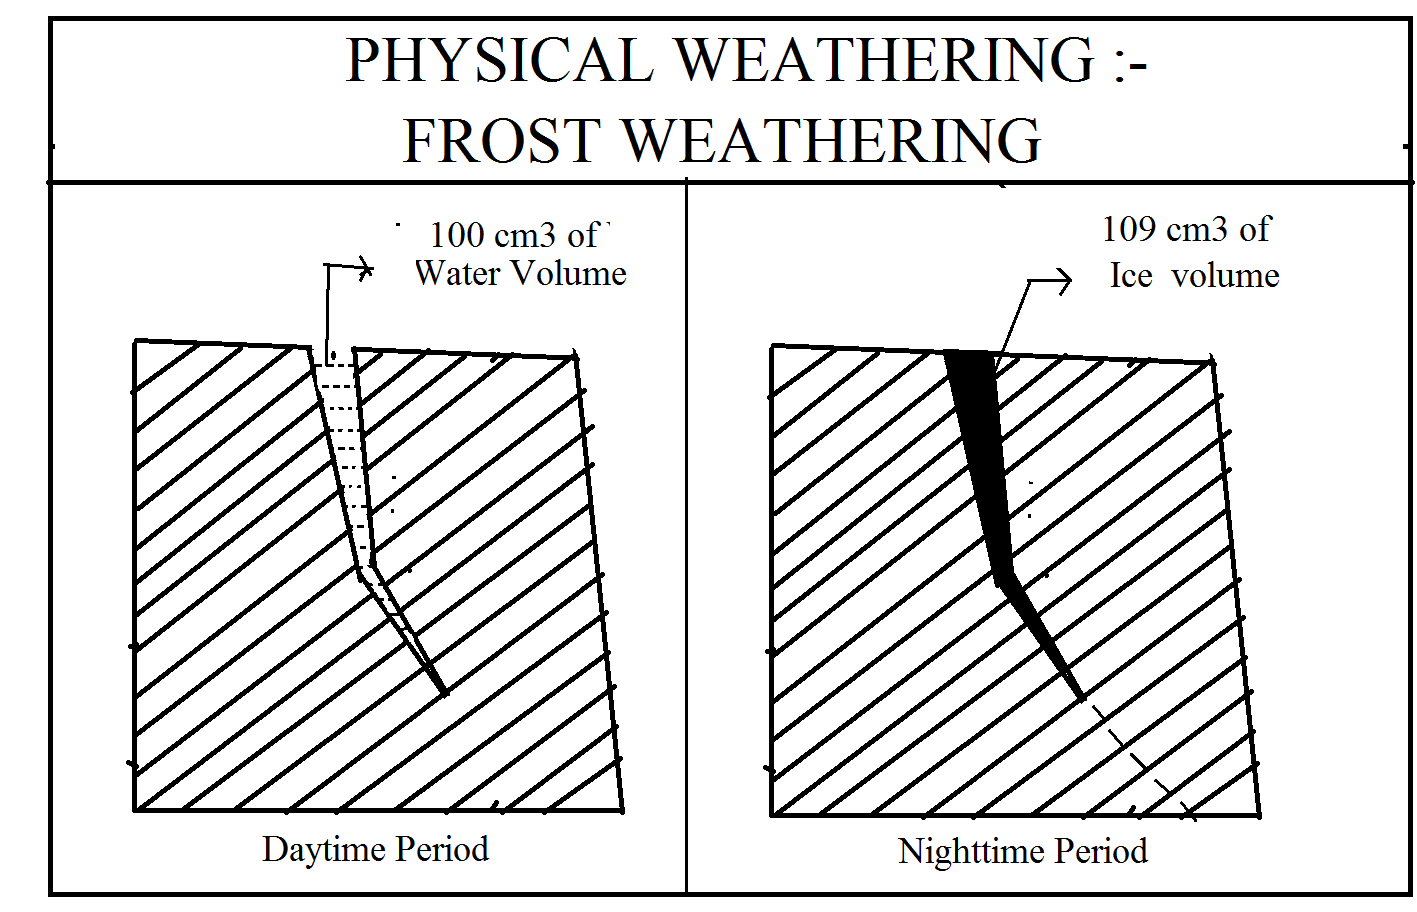 PHYSICAL WEATHERING :-
FROST WEATHERING
100 cm3 of
Water Volume
109 cm3 of
Ice volume
Daytime Period
Nighttime Period